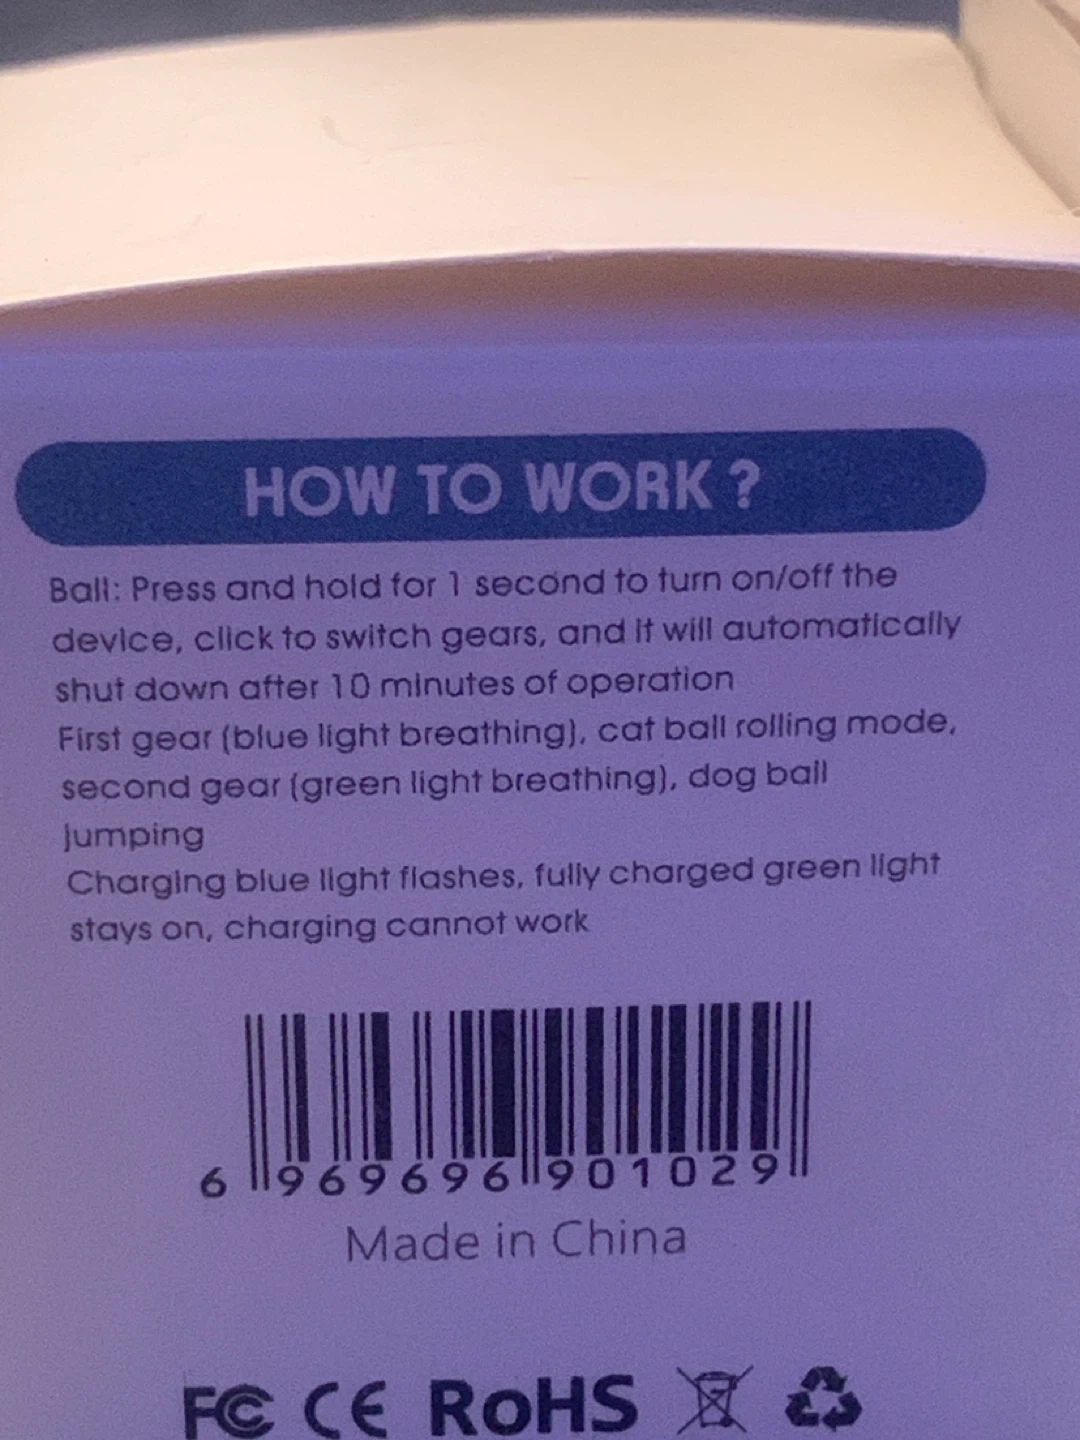 HOW TO WORK ?
Ball: Press and hold for 1 second to turn on/off the
device, click to switch gears, and it will automatically
shut down after 10 minutes of operation
First gear (blue light breathing), cat ball rolling mode,
second gear (green light breathing), dog ball
jumping
Charging blue light flashes, fully charged green light
stays on, charging cannot work
6 969696 901029
Made in China
FC CE RoHS